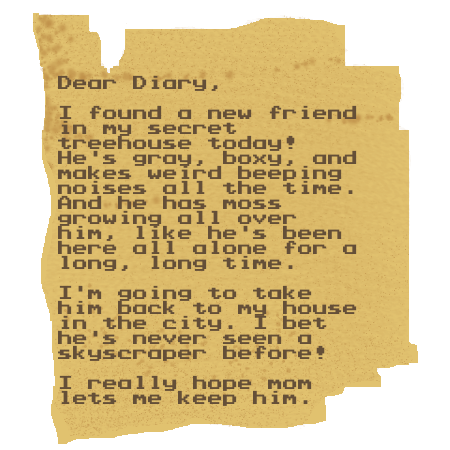 Dear Diary,
I found a new friend
in my secret
treehouse today!
He's gray, boxy, and
makes weird beeping
noises all the time.
And he has moss
growing all over
him, like he's been
here all alone for a
long, long time.
I'm going to take
him back to my house
in the city. I bet
he's never seen a
skyscraper before!
I really hope mom
lets me keep him.